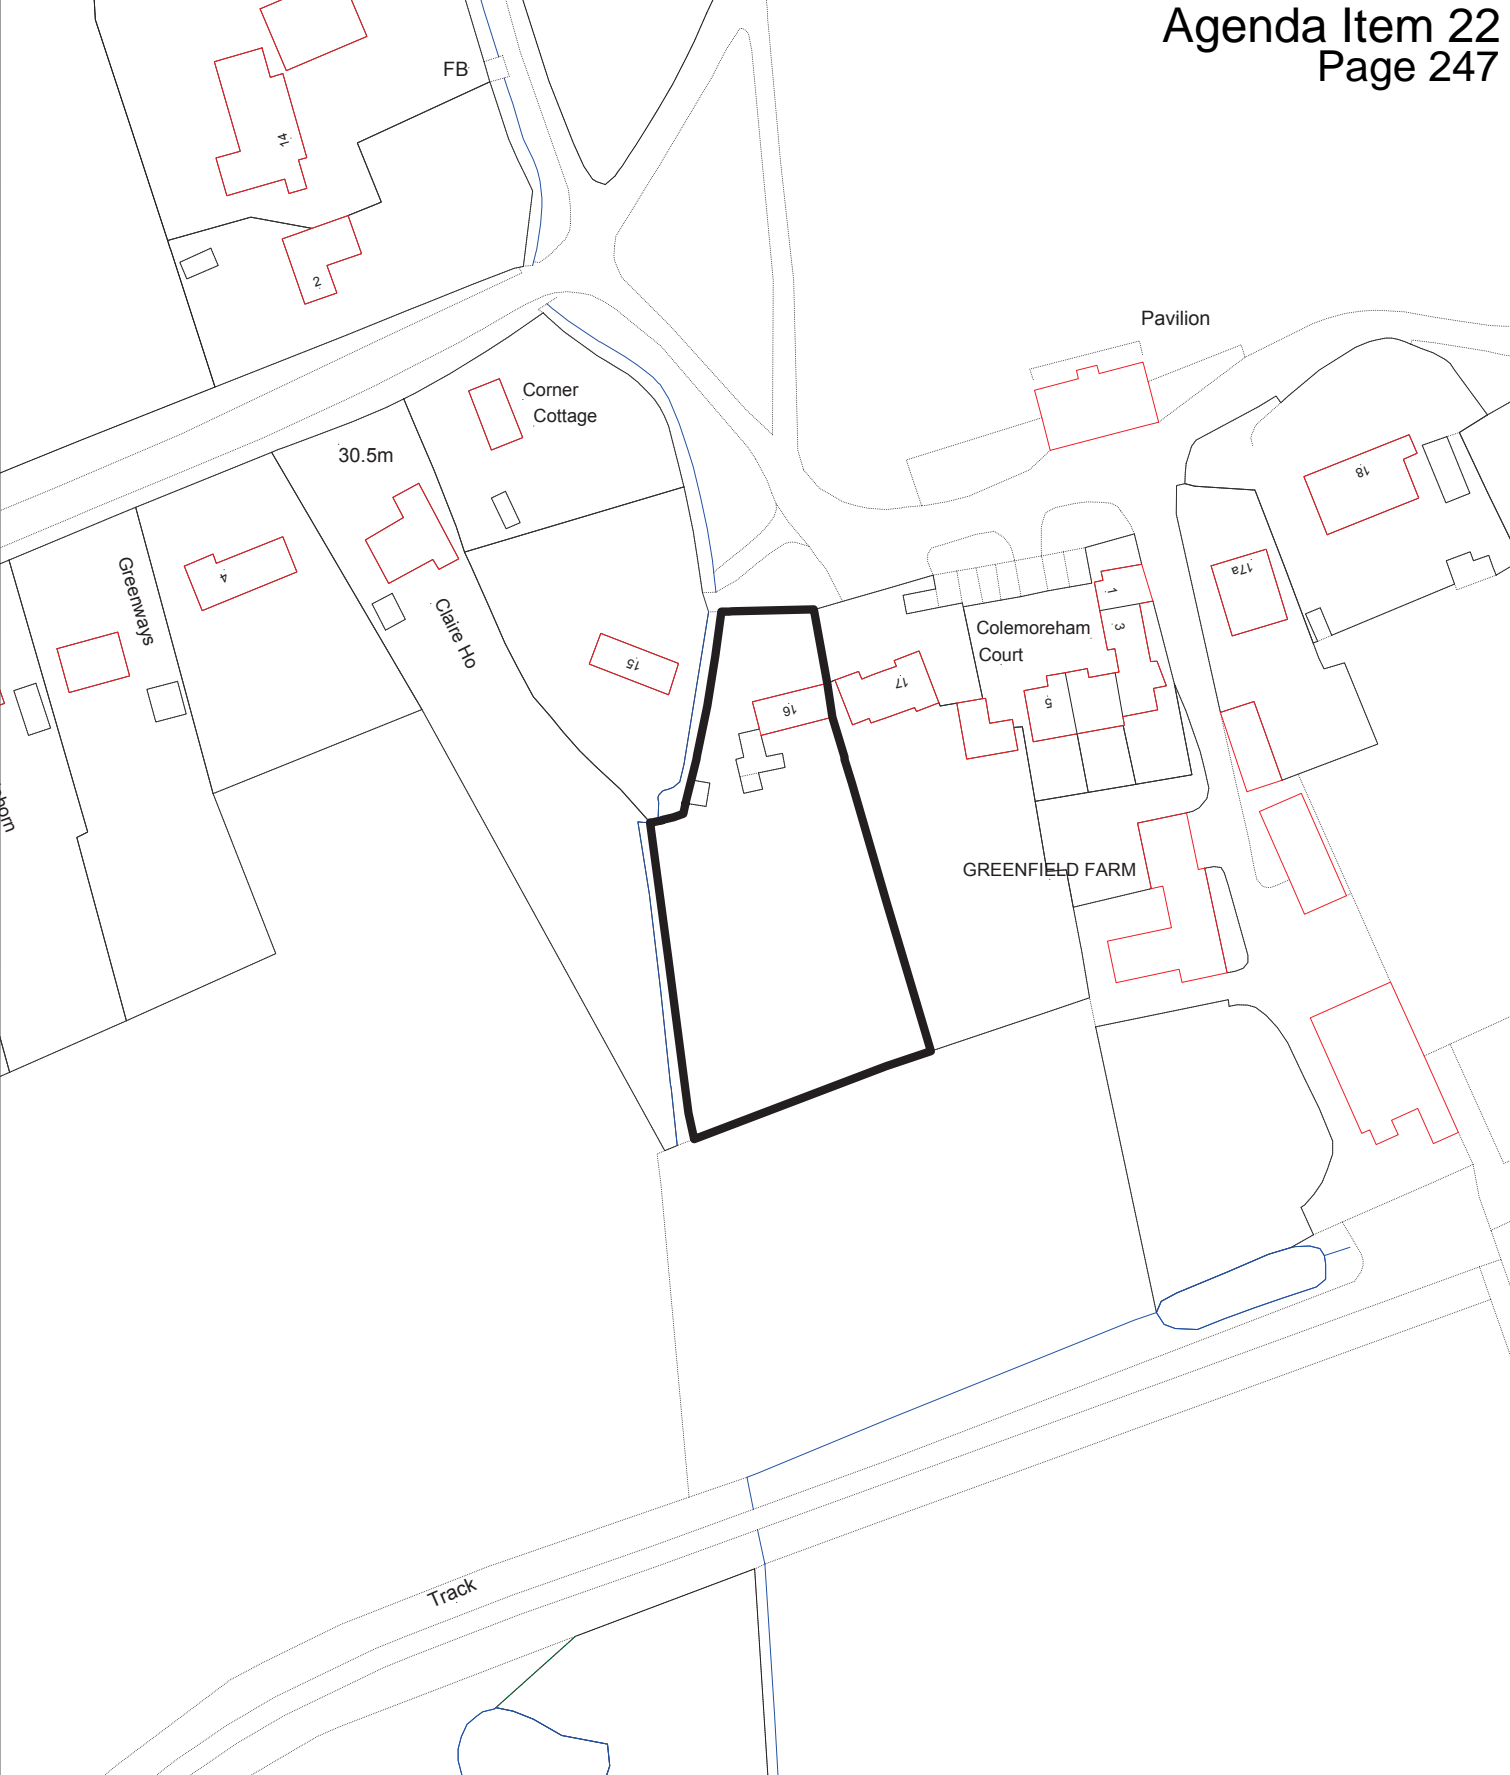 Agenda Item 22
Page 247
FB
14
2
Pavilion
Corner
Cottage
30.5m
18
17a
Greenways
4
Claire Ho
1
3
Colemoreham
Court
15
17
16
5
GREENFIELD FARM
Track